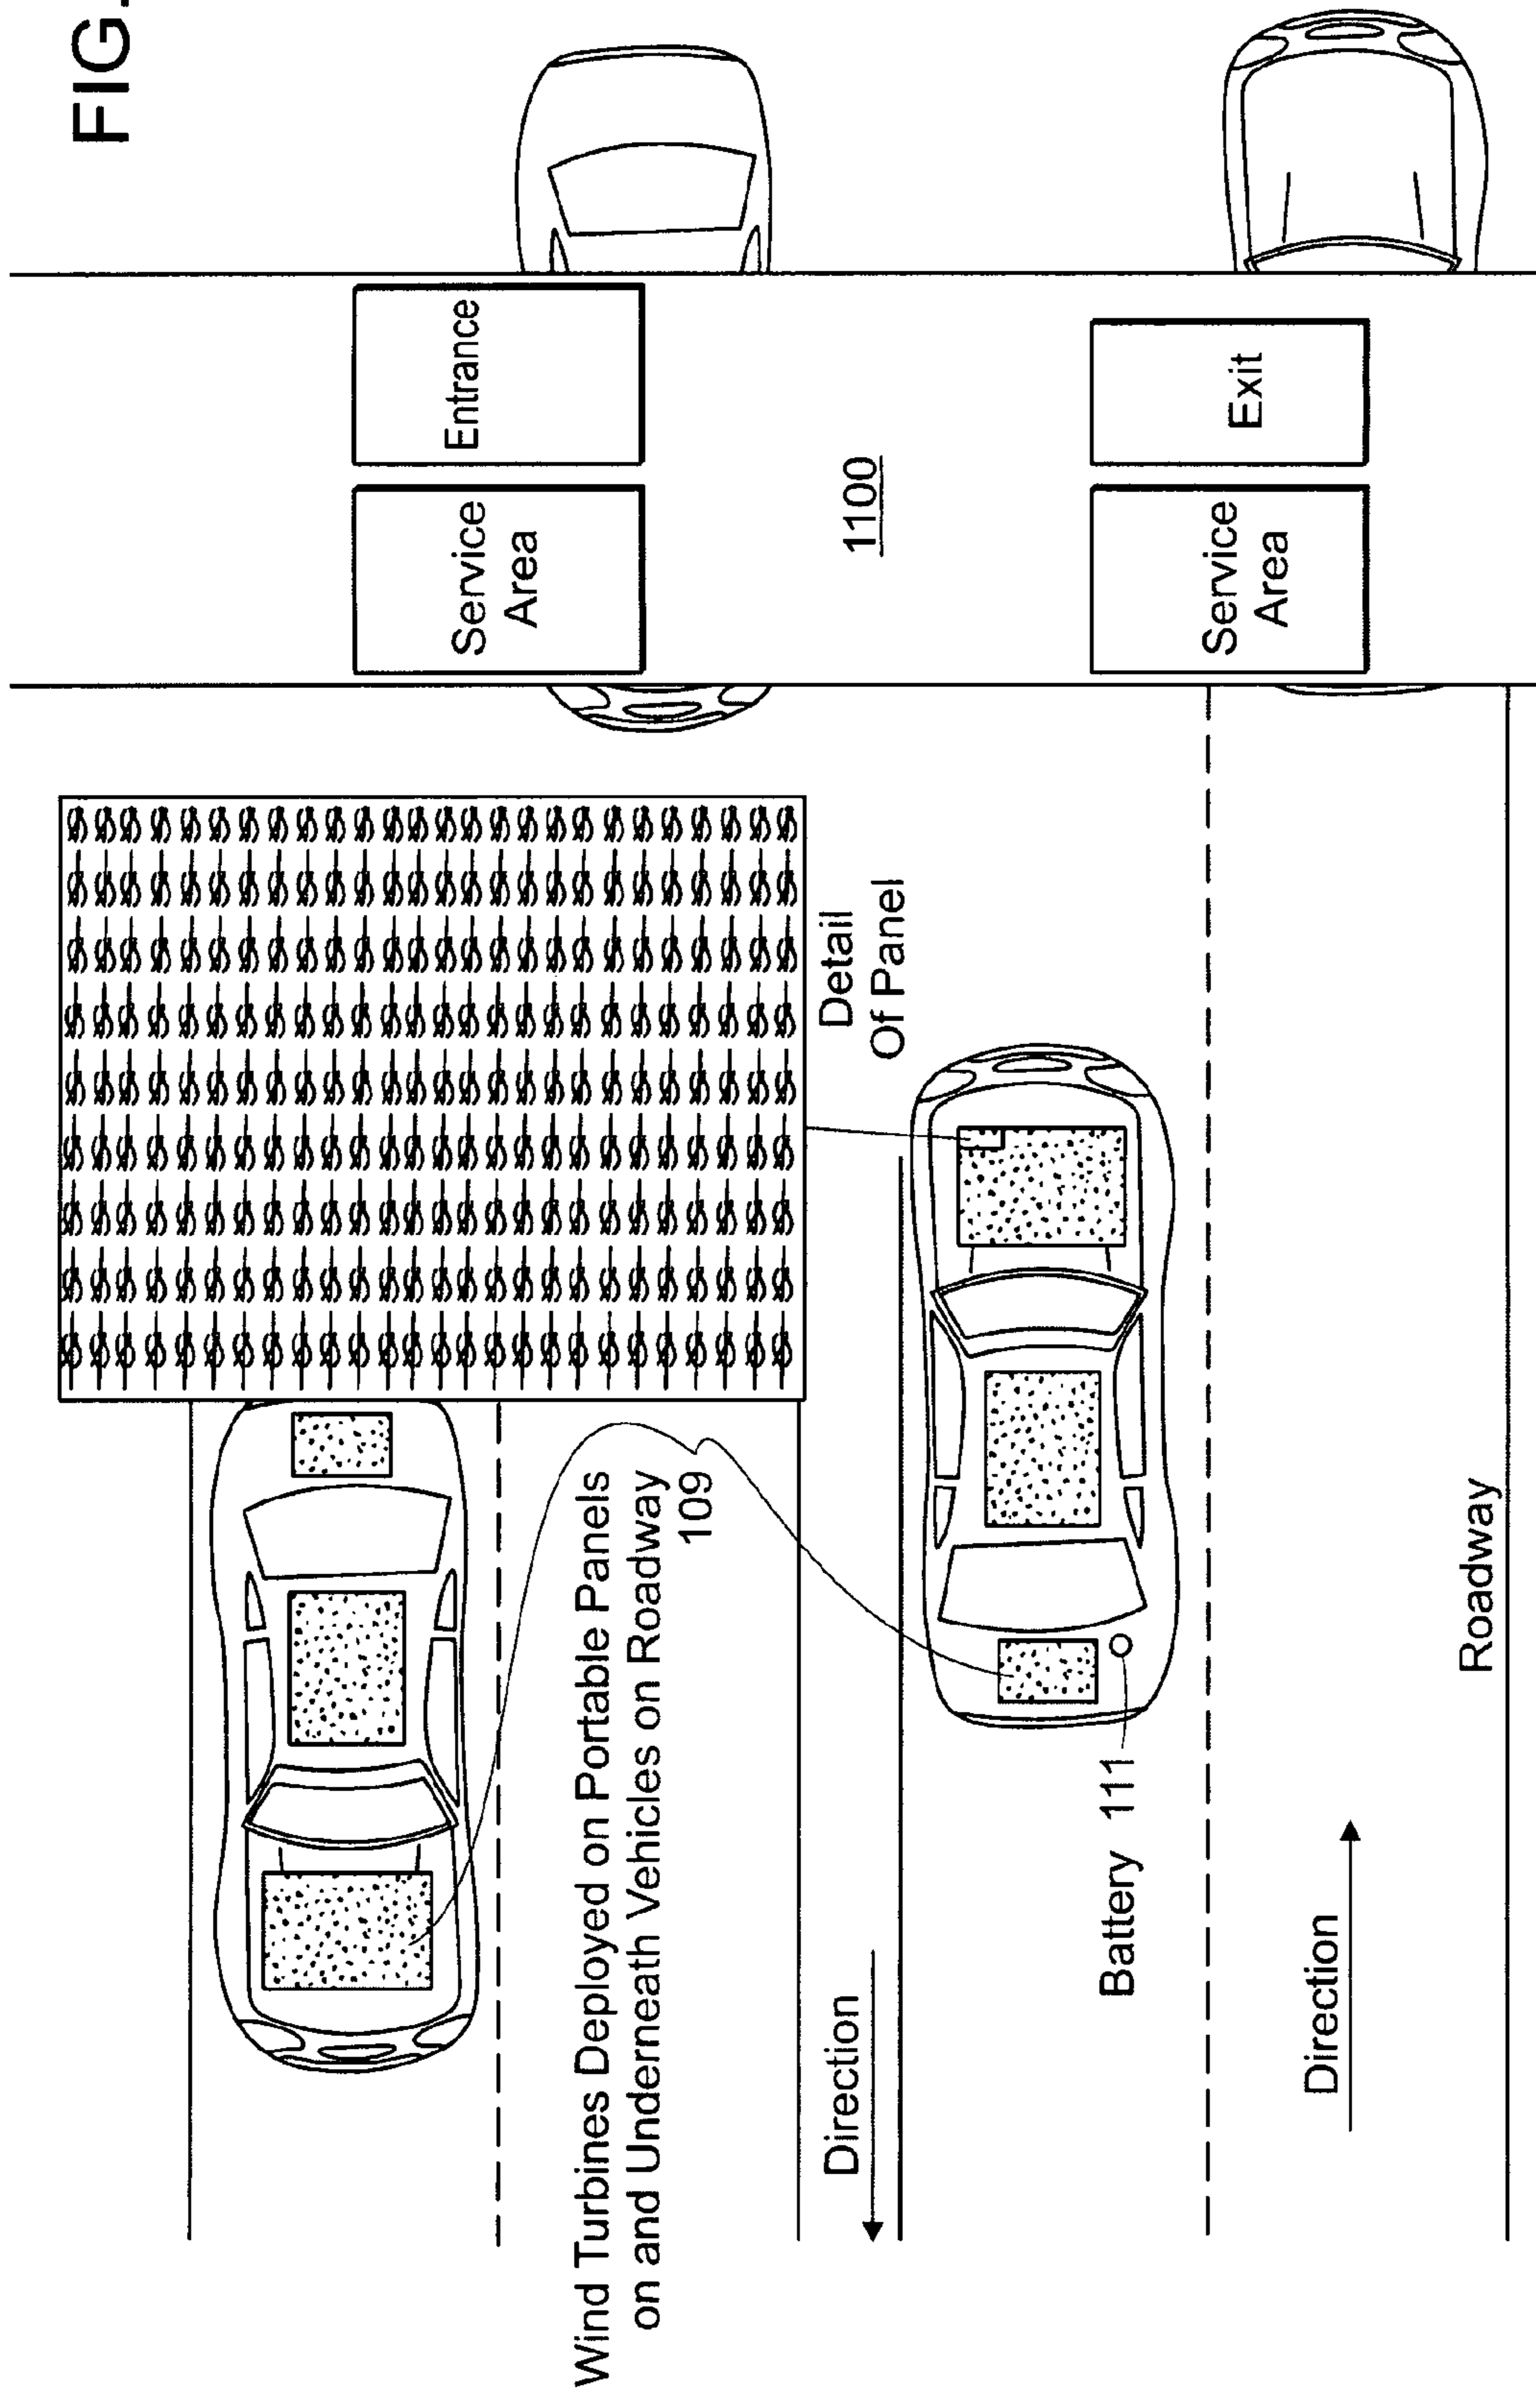 FIG.
Entrance
Service
Area
1100
Exit
Service
Area
Detail
Of Panel
Wind Turbines Deployed on Portable Panels
on and Underneath Vehicles on Roadway
109
Direction
Battery 111
Direction
Roadway